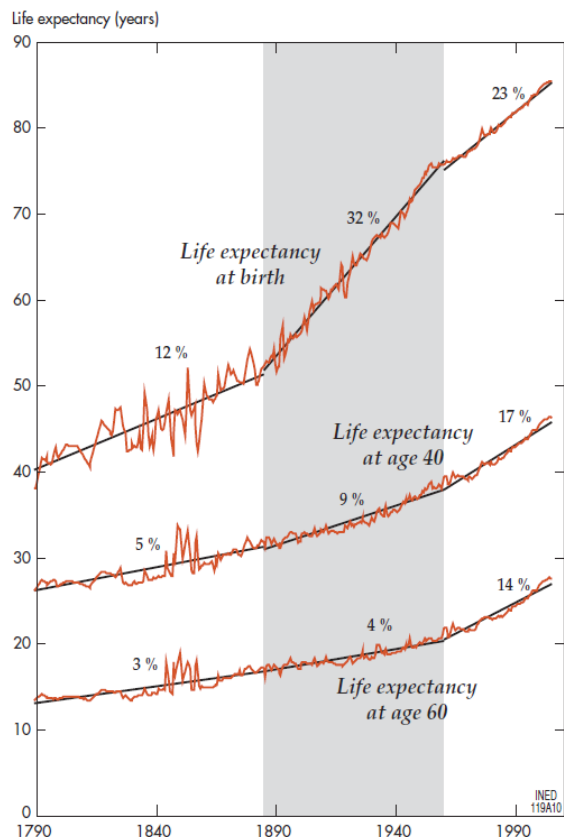 Life expectancy (years)
90
80
70
60
50
40
30
20
10
0
23 %
32 %
Life expectancy
at birth
12 %
17 %
Life expectancy
at age 40
9 %
5 %
14 %
4 %
3 %
Life expectancy
at age 60
INED
119A10
1790
1840
1890
1940
1990